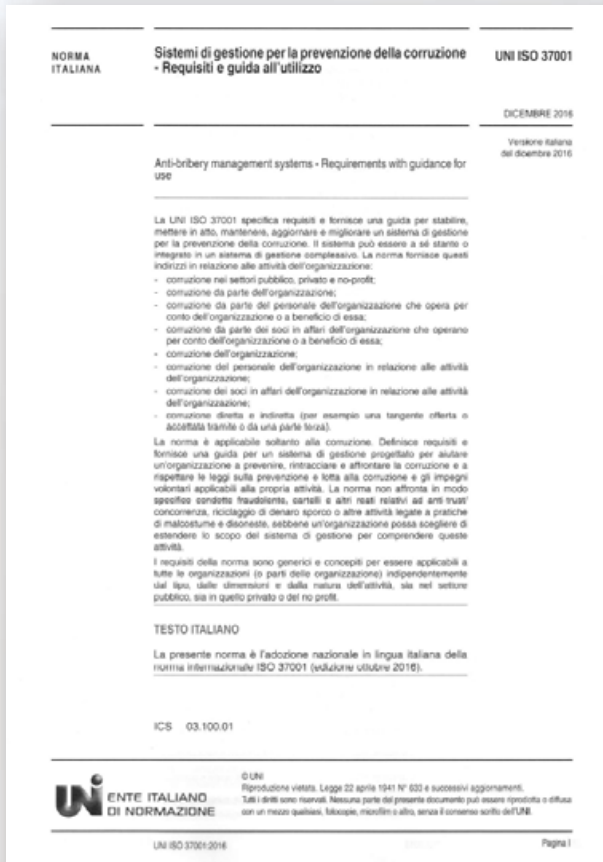 NORMA
ITALIANA
Sistemi di gestione per la prevenzione della corruzione
- Requisiti e guida all'utilizzo
UNI ISO 37001
DICEMBRE 2016
Versione italiana
del dicembre 2016
Anti-bribery management systems - Requirements with guidance for
use
La UNI ISO 37001 specifica requisiti e fornisce una guida per stabilire,
mettere in atto, mantenere, aggiornare e migliorare un sistema di gestione
per la prevenzione della corruzione. Il sistema può essere a sé stante o
integrato in un sistema di gestione complessivo. La norma fornisce questi
indirizzi in relazione alle attività dell'organizzazione:
- corruzione nei settori pubblico, privato e no-profit;
- corruzione da parte dell'organizzazione;
- corruzione da parte del personale dell'organizzazione che opera per
conto dell'organizzazione o a beneficio di essa;
- corruzione da parte dei soci in affari dell'organizzazione che operano
per conto dell'organizzazione o a beneficio di essa;
- corruzione dell'organizzazione;
- corruzione del personale dell'organizzazione in relazione alle attività
dell'organizzazione;
- corruzione dei soci in affari dell'organizzazione in relazione alle attività
dell'organizzazione;
- corruzione diretta e indiretta (per esempio una tangente offerta o
accettata tramite o da una parte terza).
La norma è applicabile soltanto alla corruzione. Definisce requisiti e
fornisce una guida per un sistema di gestione progettato per aiutare
un'organizzazione a prevenire, rintracciare e affrontare la corruzione e a
rispettare le leggi sulla prevenzione e lotta alla corruzione e gli impegni
volontari applicabili alla propria attività. La norma non affronta in modo
specifico condotte fraudolente, cartelli e altri reati relativi ad anti-trust/
concorrenza, riciclaggio di denaro sporco o altre attività legate a pratiche
di malcostume e disoneste, sebbene un'organizzazione possa scegliere di
estendere lo scopo del sistema di gestione per comprendere queste
attività.
I requisiti della norma sono generici e concepiti per essere applicabili a
tutte le organizzazioni (o parti delle organizzazione) indipendentemente
dal tipo, dalle dimensioni e dalla natura dell'attività, sia nel settore
pubblico, sia in quello privato o del no profit.
TESTO ITALIANO
La presente norma è l'adozione nazionale in lingua italiana della
norma internazionale ISO 37001 (edizione ottobre 2016).
ICS 03.100.01
UNI
ENTE ITALIANO
DI NORMAZIONE
© UNI
Riproduzione vietata. Legge 22 aprile 1941 N° 633 e successivi aggiornamenti.
Tutti i diritti sono riservati. Nessuna parte del presente documento può essere riprodotta o diffusa
con un mezzo qualsiasi, fotocopie, microfilm o altro, senza il consenso scritto dell'UNI.
UNI ISO 37001:2016
Pagina I